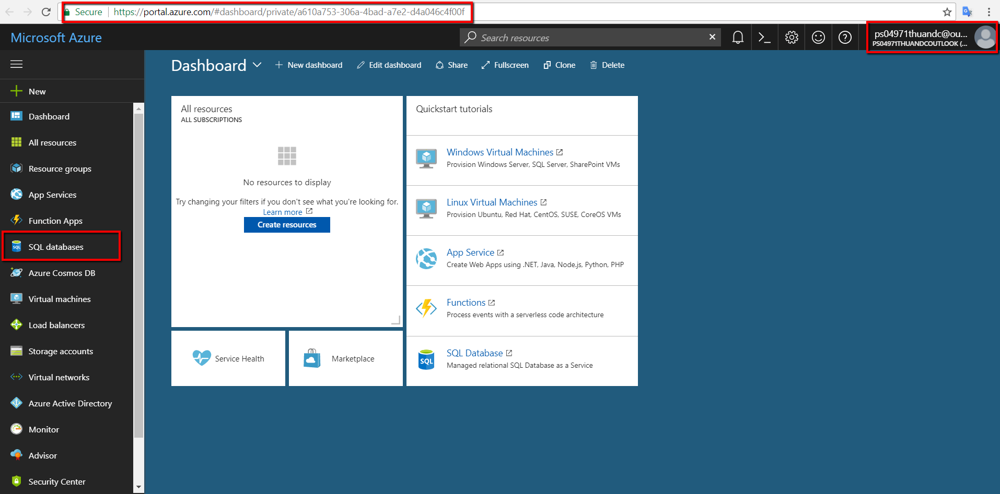 Secure https://portal.azure.com/#dashboard/private/a610a753-306a-4bad-a7e2-d4a046c4f00f
Microsoft Azure
Search resources
ps04971thuandc@ou...
PS04971THUANDCOUTLOOK (...
New
Dashboard
All resources
Resource groups
App Services
Function Apps
SQL databases
Azure Cosmos DB
Virtual machines
Load balancers
Storage accounts
Virtual networks
Azure Active Directory
Monitor
Advisor
Security Center
Dashboard
New dashboard
Edit dashboard
Share
Fullscreen
Clone
Delete
All resources
ALL SUBSCRIPTIONS
No resources to display
Try changing your filters if you don't see what you're looking for.
Learn more
Create resources
Service Health
Marketplace
Quickstart tutorials
Windows Virtual Machines
Provision Windows Server, SQL Server, SharePoint VMs
Linux Virtual Machines
Provision Ubuntu, Red Hat, CentOS, SUSE, CoreOS VMs
App Service
Create Web Apps using .NET, Java, Node.js, Python, PHP
Functions
Process events with a serverless code architecture
SQL
SQL Database
Managed relational SQL Database as a Service